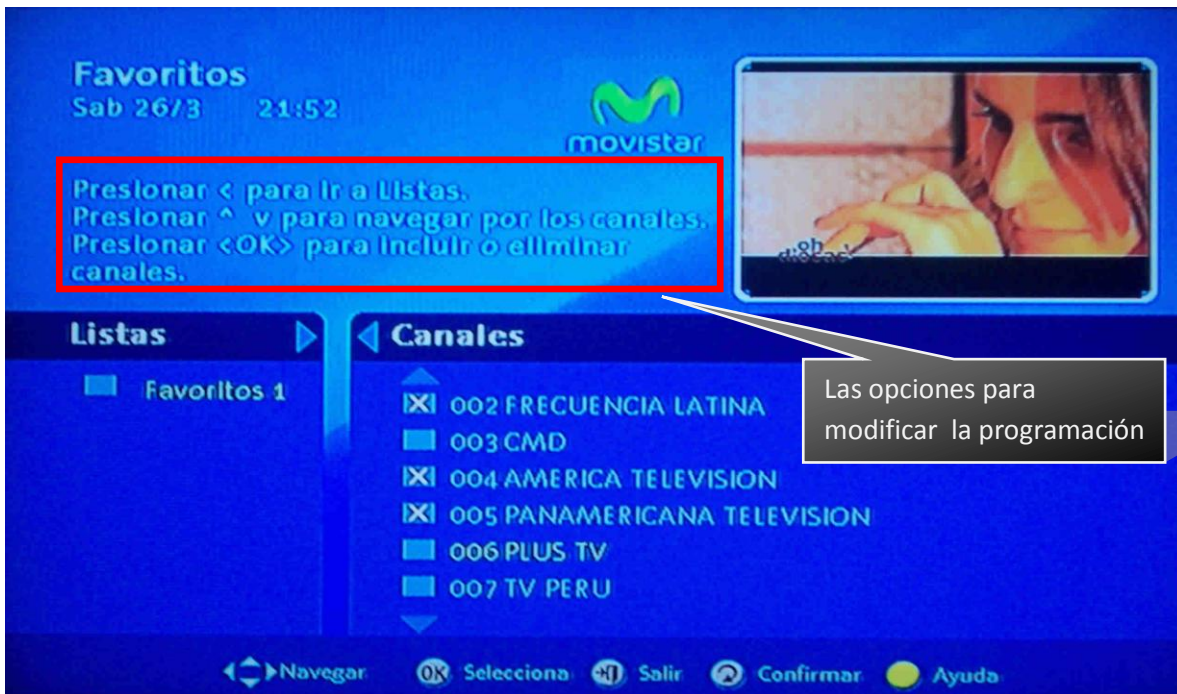 Favoritos
Sab 26/3 21:52
movistar
Presionar < para ir a Listas.
Presionar ^ v para navegar por los canales.
Presionar <OK> para incluir o eliminar
canales.
oh
Listas
Canales
Favoritos 1
002 FRECUENCIA LATINA
003 CMD
004 AMERICA TELEVISION
005 PANAMERICANA TELEVISION
006 PLUS TV
007 TV PERU
Las opciones para
modificar la programación
Navegar OK Selecciona Salir Confirmar Ayuda